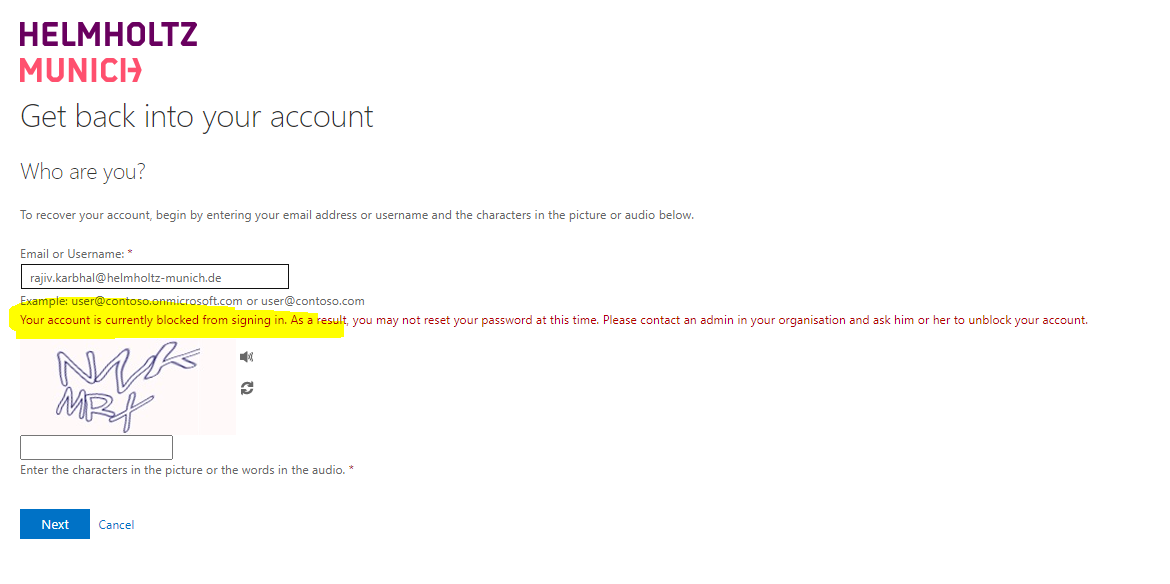 HELMHOLTZ
MUNICH
Get back into your account
Who are you?
To recover your account, begin by entering your email address or username and the characters in the picture or audio below.
Email or Username: *
rajiv.karbhal@helmholtz-munich.de
Example: user@contoso.onmicrosoft.com or user@contoso.com
Your account is currently blocked from signing in. As a result, you may not reset your password at this time. Please contact an admin in your organisation and ask him or her to unblock your account.
Enter the characters in the picture or the words in the audio. *
Next Cancel